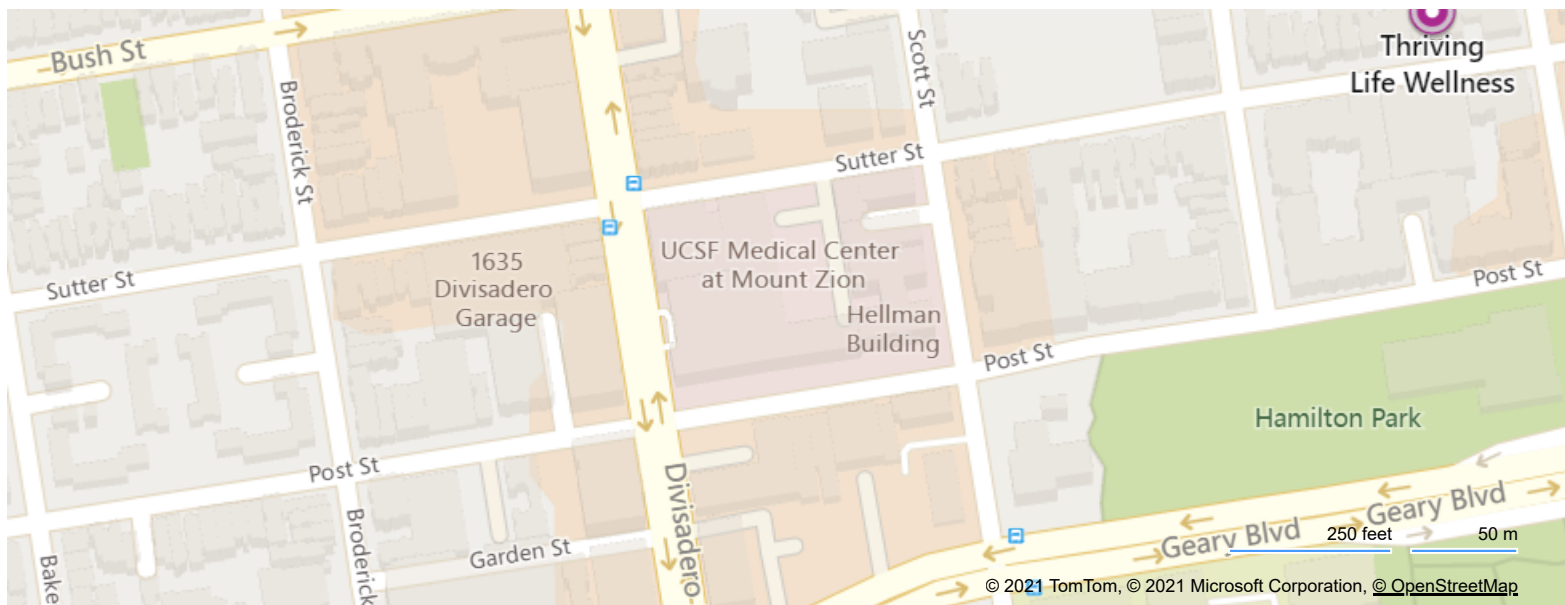 Bush St
Broderick St
Scott St
Thriving
Life Wellness
Sutter St
Sutter St
1635
Divisadero
Garage
UCSF Medical Center
at Mount Zion
Hellman
Building
Post St
Post St
Hamilton Park
Post St
Divisadero
Broderick
Garden St
Bake
Geary Blvd
Geary Blvd
250 feet
50 m
© 2021 TomTom, © 2021 Microsoft Corporation, © OpenStreetMap